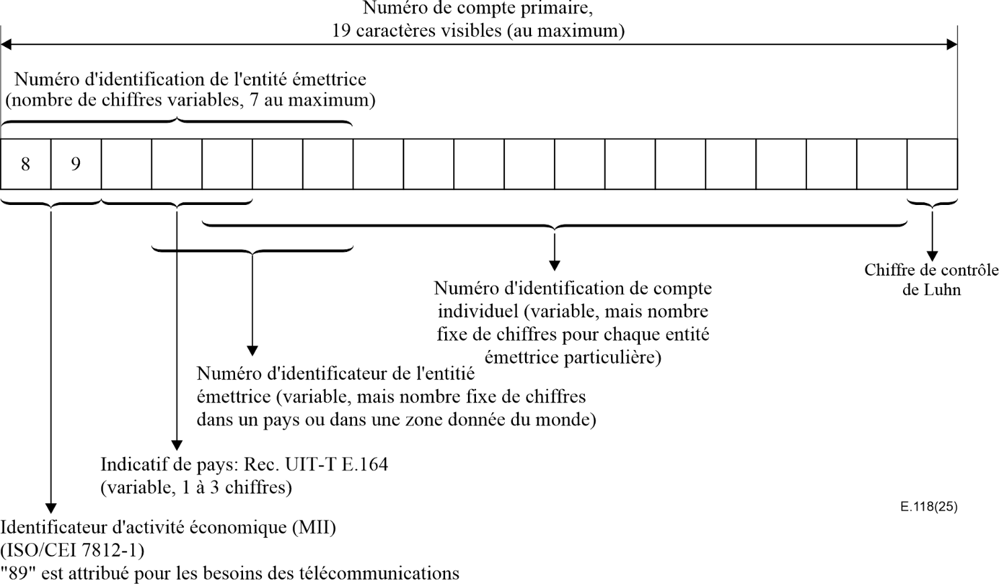 Numéro de compte primaire,
19 caractères visibles (au maximum)
Numéro d'identification de l'entité émettrice
(nombre de chiffres variables, 7 au maximum)
8 9
Chiffre de contrôle
de Luhn
Numéro d'identification de compte
individuel (variable, mais nombre
fixe de chiffres pour chaque entité
émettrice particulière)
Numéro d'identificateur de l'entitié
émettrice (variable, mais nombre fixe de chiffres
dans un pays ou dans une zone donnée du monde)
Indicatif de pays: Rec. UIT-T E.164
(variable, 1 à 3 chiffres)
E.118(25)
Identificateur d'activité économique (MII)
(ISO/CEI 7812-1)
"89" est attribué pour les besoins des télécommunications